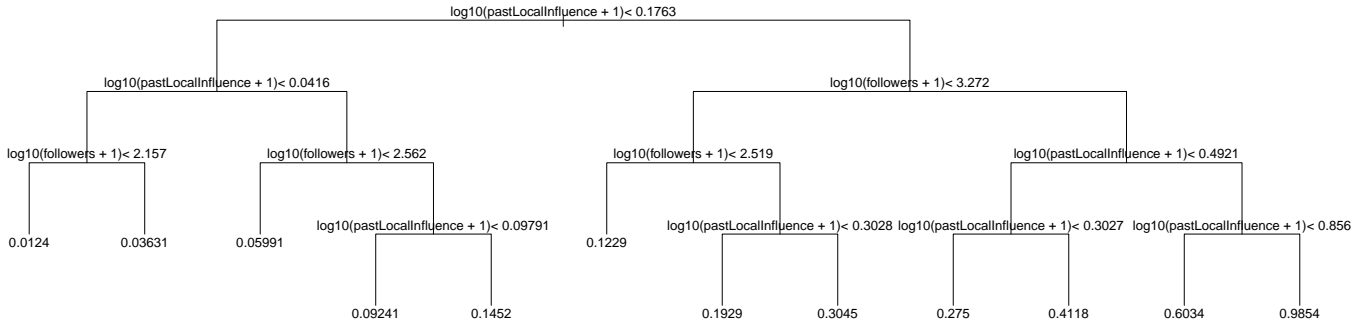 log10(pastLocalInfluence + 1)< 0.1763
log10(pastLocalInfluence + 1)< 0.0416
log10(followers + 1)< 3.272
log10(followers + 1)< 2.157
log10(followers + 1)< 2.562
log10(followers + 1)< 2.519
log10(pastLocalInfluence + 1)< 0.4921
0.0124
0.03631
0.05991
log10(pastLocalInfluence + 1)< 0.09791
0.1229
log10(pastLocalInfluence + 1)< 0.3028
log10(pastLocalInfluence + 1)< 0.3027
log10(pastLocalInfluence + 1)< 0.856
0.09241
0.1452
0.1929
0.3045
0.275
0.4118
0.6034
0.9854